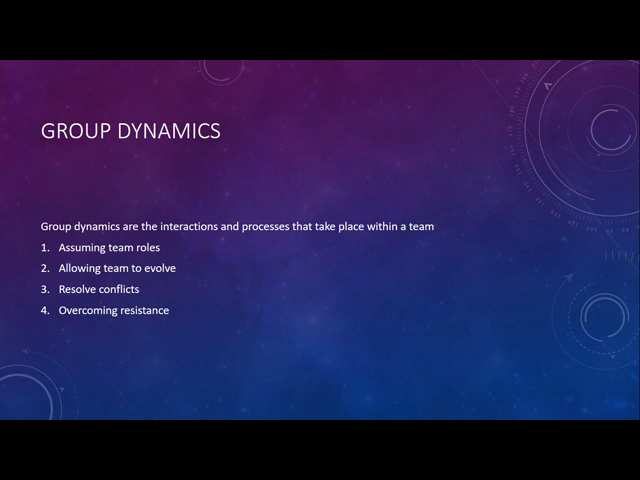 GROUP DYNAMICS
Group dynamics are the interactions and processes that take place within a team
1. Assuming team roles
2. Allowing team to evolve
3. Resolve conflicts
4. Overcoming resistance